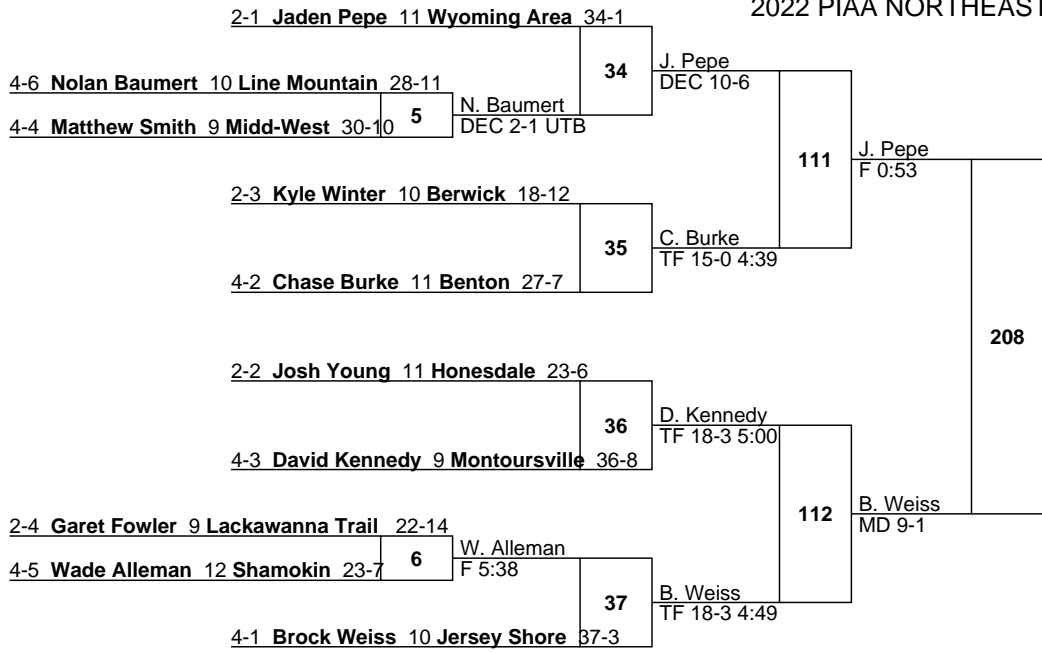 2022 PIAA NORTHEAST
2-1 Jaden Pepe 11 Wyoming Area 34-1
34
J. Pepe
DEC 10-6
4-6 Nolan Baumert 10 Line Mountain 28-11
5
N. Baumert
DEC 2-1 UTB
4-4 Matthew Smith 9 Midd-West 30-10
111
J. Pepe
F 0:53
2-3 Kyle Winter 10 Berwick 18-12
35
C. Burke
TF 15-0 4:39
4-2 Chase Burke 11 Benton 27-7
208
2-2 Josh Young 11 Honesdale 23-6
36
D. Kennedy
TF 18-3 5:00
4-3 David Kennedy 9 Montoursville 36-8
112
B. Weiss
MD 9-1
2-4 Garet Fowler 9 Lackawanna Trail 22-14
6
W. Alleman
F 5:38
4-5 Wade Alleman 12 Shamokin 23-7
37
B. Weiss
TF 18-3 4:49
4-1 Brock Weiss 10 Jersey Shore 37-3